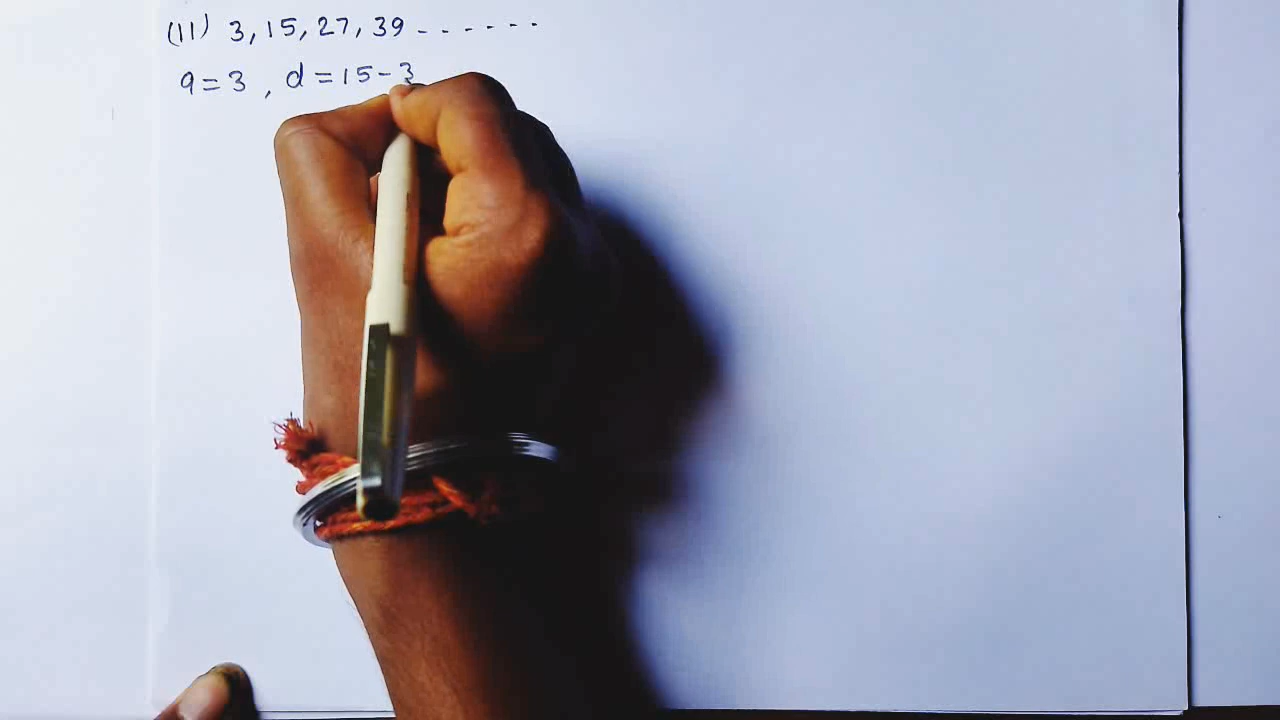 (11) 3, 15, 27, 39 - - - - - -
a = 3 , d = 15 - 3